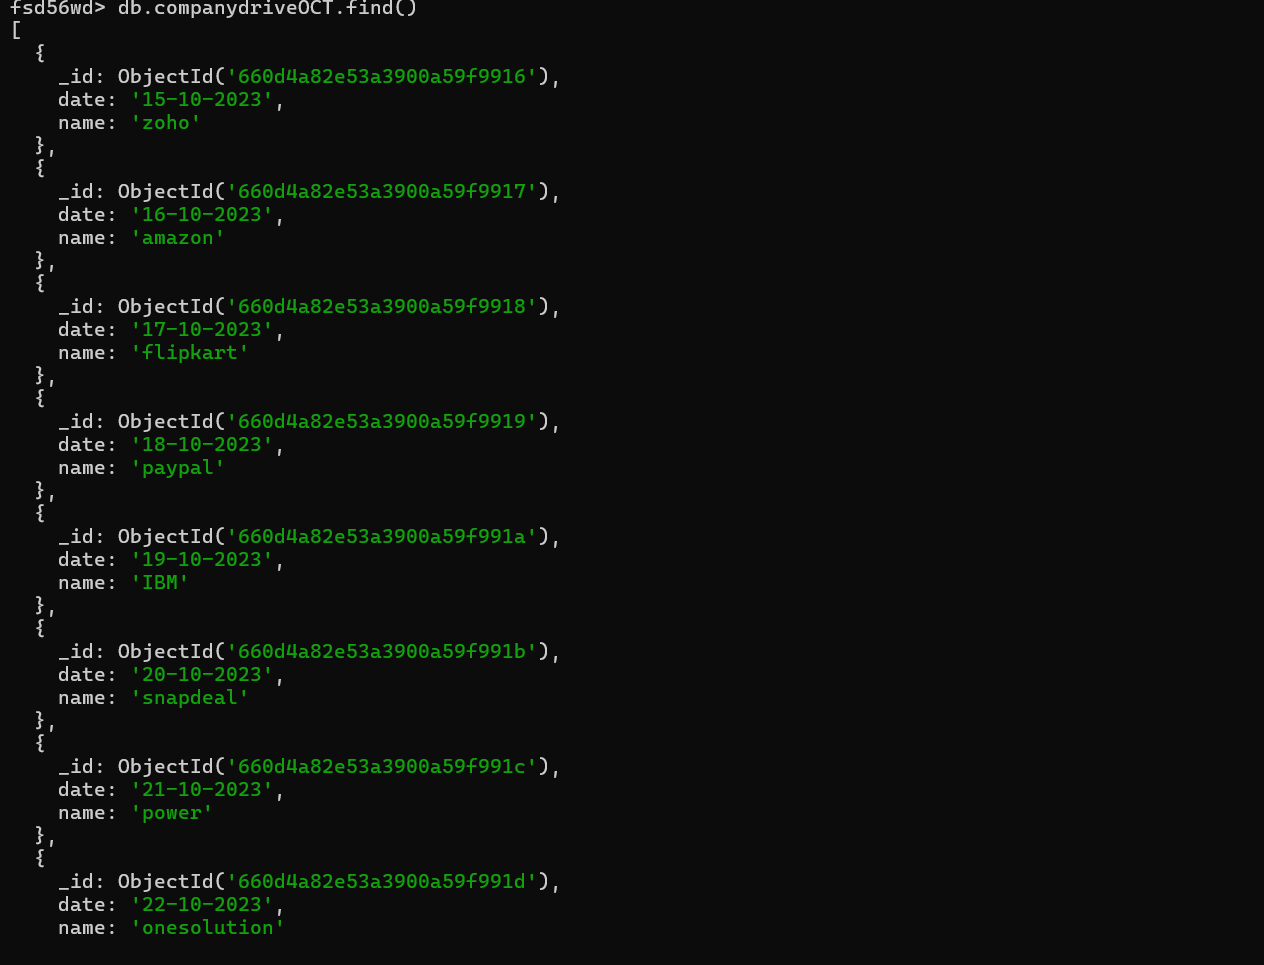 fsd56wd> db.companydriveOCT.find()
[
  {
    _id: ObjectId('660d4a82e53a3900a59f9916'),
    date: '15-10-2023',
    name: 'zoho'
  },
  {
    _id: ObjectId('660d4a82e53a3900a59f9917'),
    date: '16-10-2023',
    name: 'amazon'
  },
  {
    _id: ObjectId('660d4a82e53a3900a59f9918'),
    date: '17-10-2023',
    name: 'flipkart'
  },
  {
    _id: ObjectId('660d4a82e53a3900a59f9919'),
    date: '18-10-2023',
    name: 'paypal'
  },
  {
    _id: ObjectId('660d4a82e53a3900a59f991a'),
    date: '19-10-2023',
    name: 'IBM'
  },
  {
    _id: ObjectId('660d4a82e53a3900a59f991b'),
    date: '20-10-2023',
    name: 'snapdeal'
  },
  {
    _id: ObjectId('660d4a82e53a3900a59f991c'),
    date: '21-10-2023',
    name: 'power'
  },
  {
    _id: ObjectId('660d4a82e53a3900a59f991d'),
    date: '22-10-2023',
    name: 'onesolution'